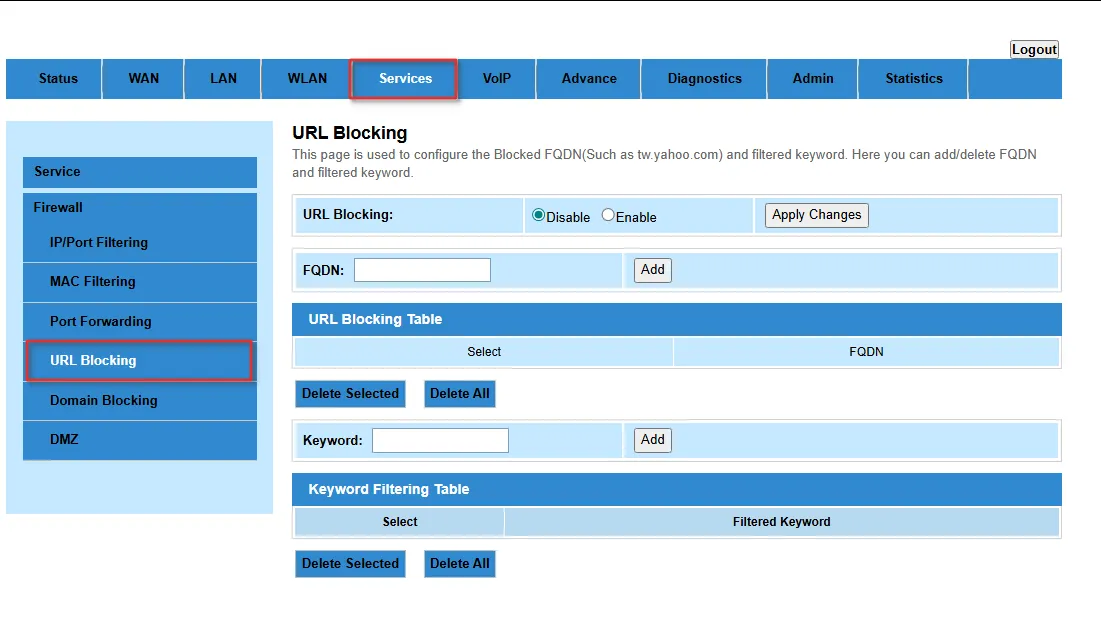 Logout
Status WAN LAN WLAN Services VoIP Advance Diagnostics Admin Statistics
Service
Firewall
IP/Port Filtering
MAC Filtering
Port Forwarding
URL Blocking
Domain Blocking
DMZ
URL Blocking
This page is used to configure the Blocked FQDN(Such as tw.yahoo.com) and filtered keyword. Here you can add/delete FQDN
and filtered keyword.
URL Blocking: Disable Enable Apply Changes
FQDN: Add
URL Blocking Table
Select FQDN
Delete Selected Delete All
Keyword: Add
Keyword Filtering Table
Select Filtered Keyword
Delete Selected Delete All